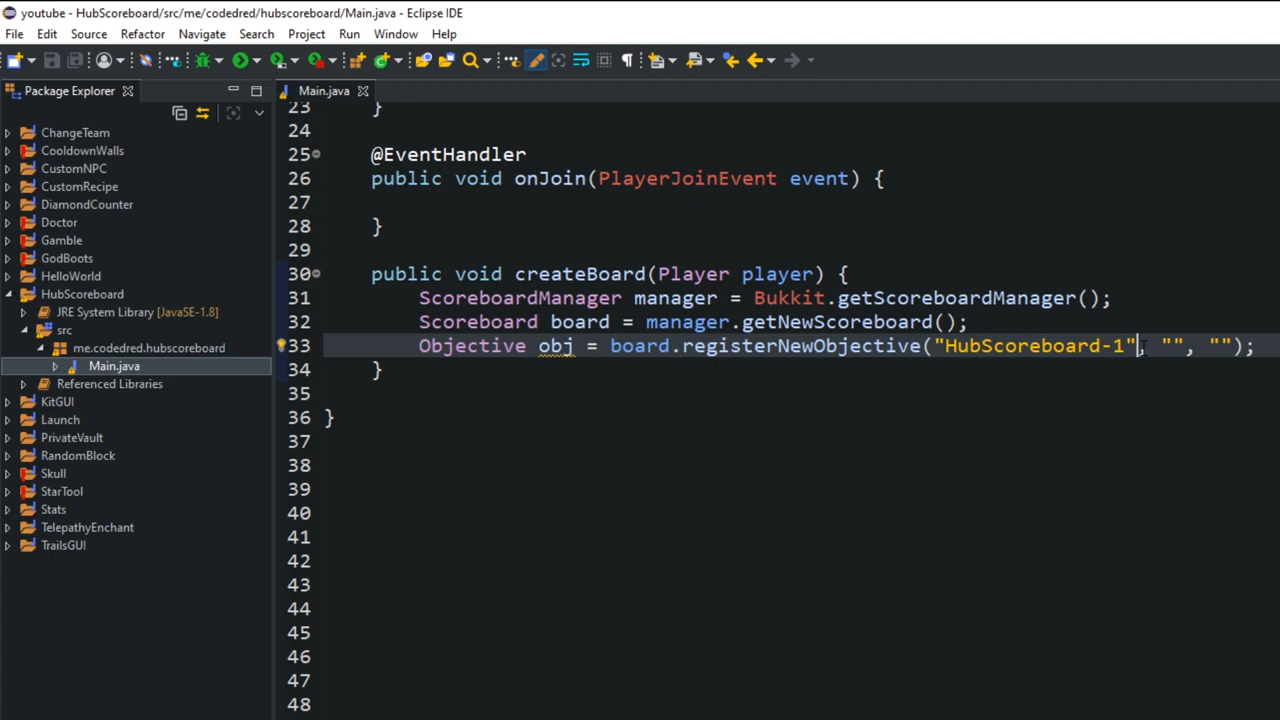 youtube - HubScoreboard/src/me/codedred/hubscoreboard/Main.java - Eclipse IDE
File Edit Source Refactor Navigate Search Project Run Window Help
Package Explorer
ChangeTeam
CooldownWalls
CustomNPC
CustomRecipe
DiamondCounter
Doctor
Gamble
GodBoots
HelloWorld
HubScoreboard
JRE System Library [JavaSE-1.8]
src
me.codedred.hubscoreboard
Main.java
Referenced Libraries
KitGUI
Launch
PrivateVault
RandomBlock
Skull
StarTool
Stats
TelepathyEnchant
TrailsGUI
Main.java
23 }
24
25 @EventHandler
26 public void onJoin(PlayerJoinEvent event) {
27
28 }
29
30 public void createBoard(Player player) {
31 ScoreboardManager manager = Bukkit.getScoreboardManager();
32 Scoreboard board = manager.getNewScoreboard();
33 Objective obj = board.registerNewObjective("HubScoreboard-1", "", "");
34 }
35
36 }
37
38
39
40
41
42
43
44
45
46
47
48